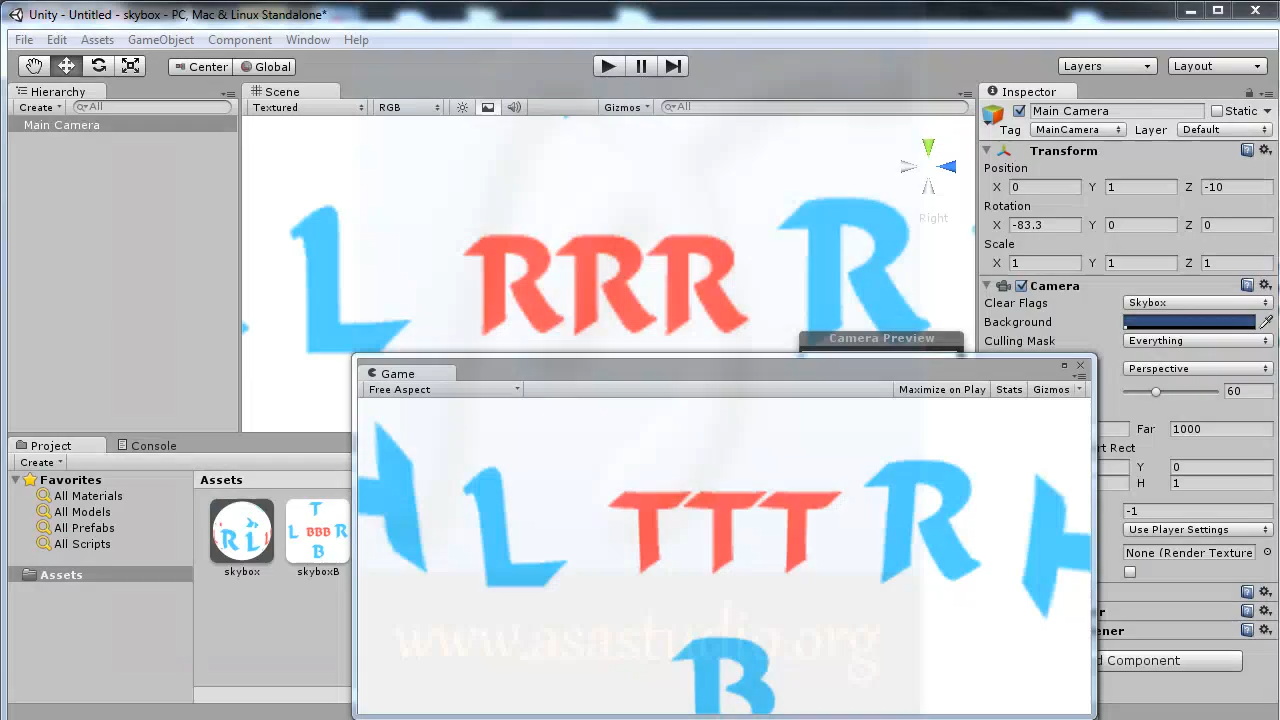 Unity - Untitled - skybox - PC, Mac & Linux Standalone*
File Edit Assets GameObject Component Window Help
Center Global Layers Layout
Hierarchy Scene Inspector
Create All Textured RGB Gizmos All
Main Camera
Main Camera Static
Tag MainCamera Layer Default
Transform
Position
X 0 Y 1 Z -10
Rotation
X -83.3 Y 0 Z 0
Scale
X 1 Y 1 Z 1
Right
L RRR R
Camera
Clear Flags Skybox
Background
Culling Mask Everything
Perspective
60
Far 1000
Y 0
H 1
-1
Use Player Settings
None (Render Texture
Camera Preview
Game
Free Aspect Maximize on Play Stats Gizmos
L TTT R
B
www.asastudio.org
Project Console
Create
Favorites
All Materials
All Models
All Prefabs
All Scripts
Assets
Assets
R L
skybox
T
L BBB R
B
skyboxB